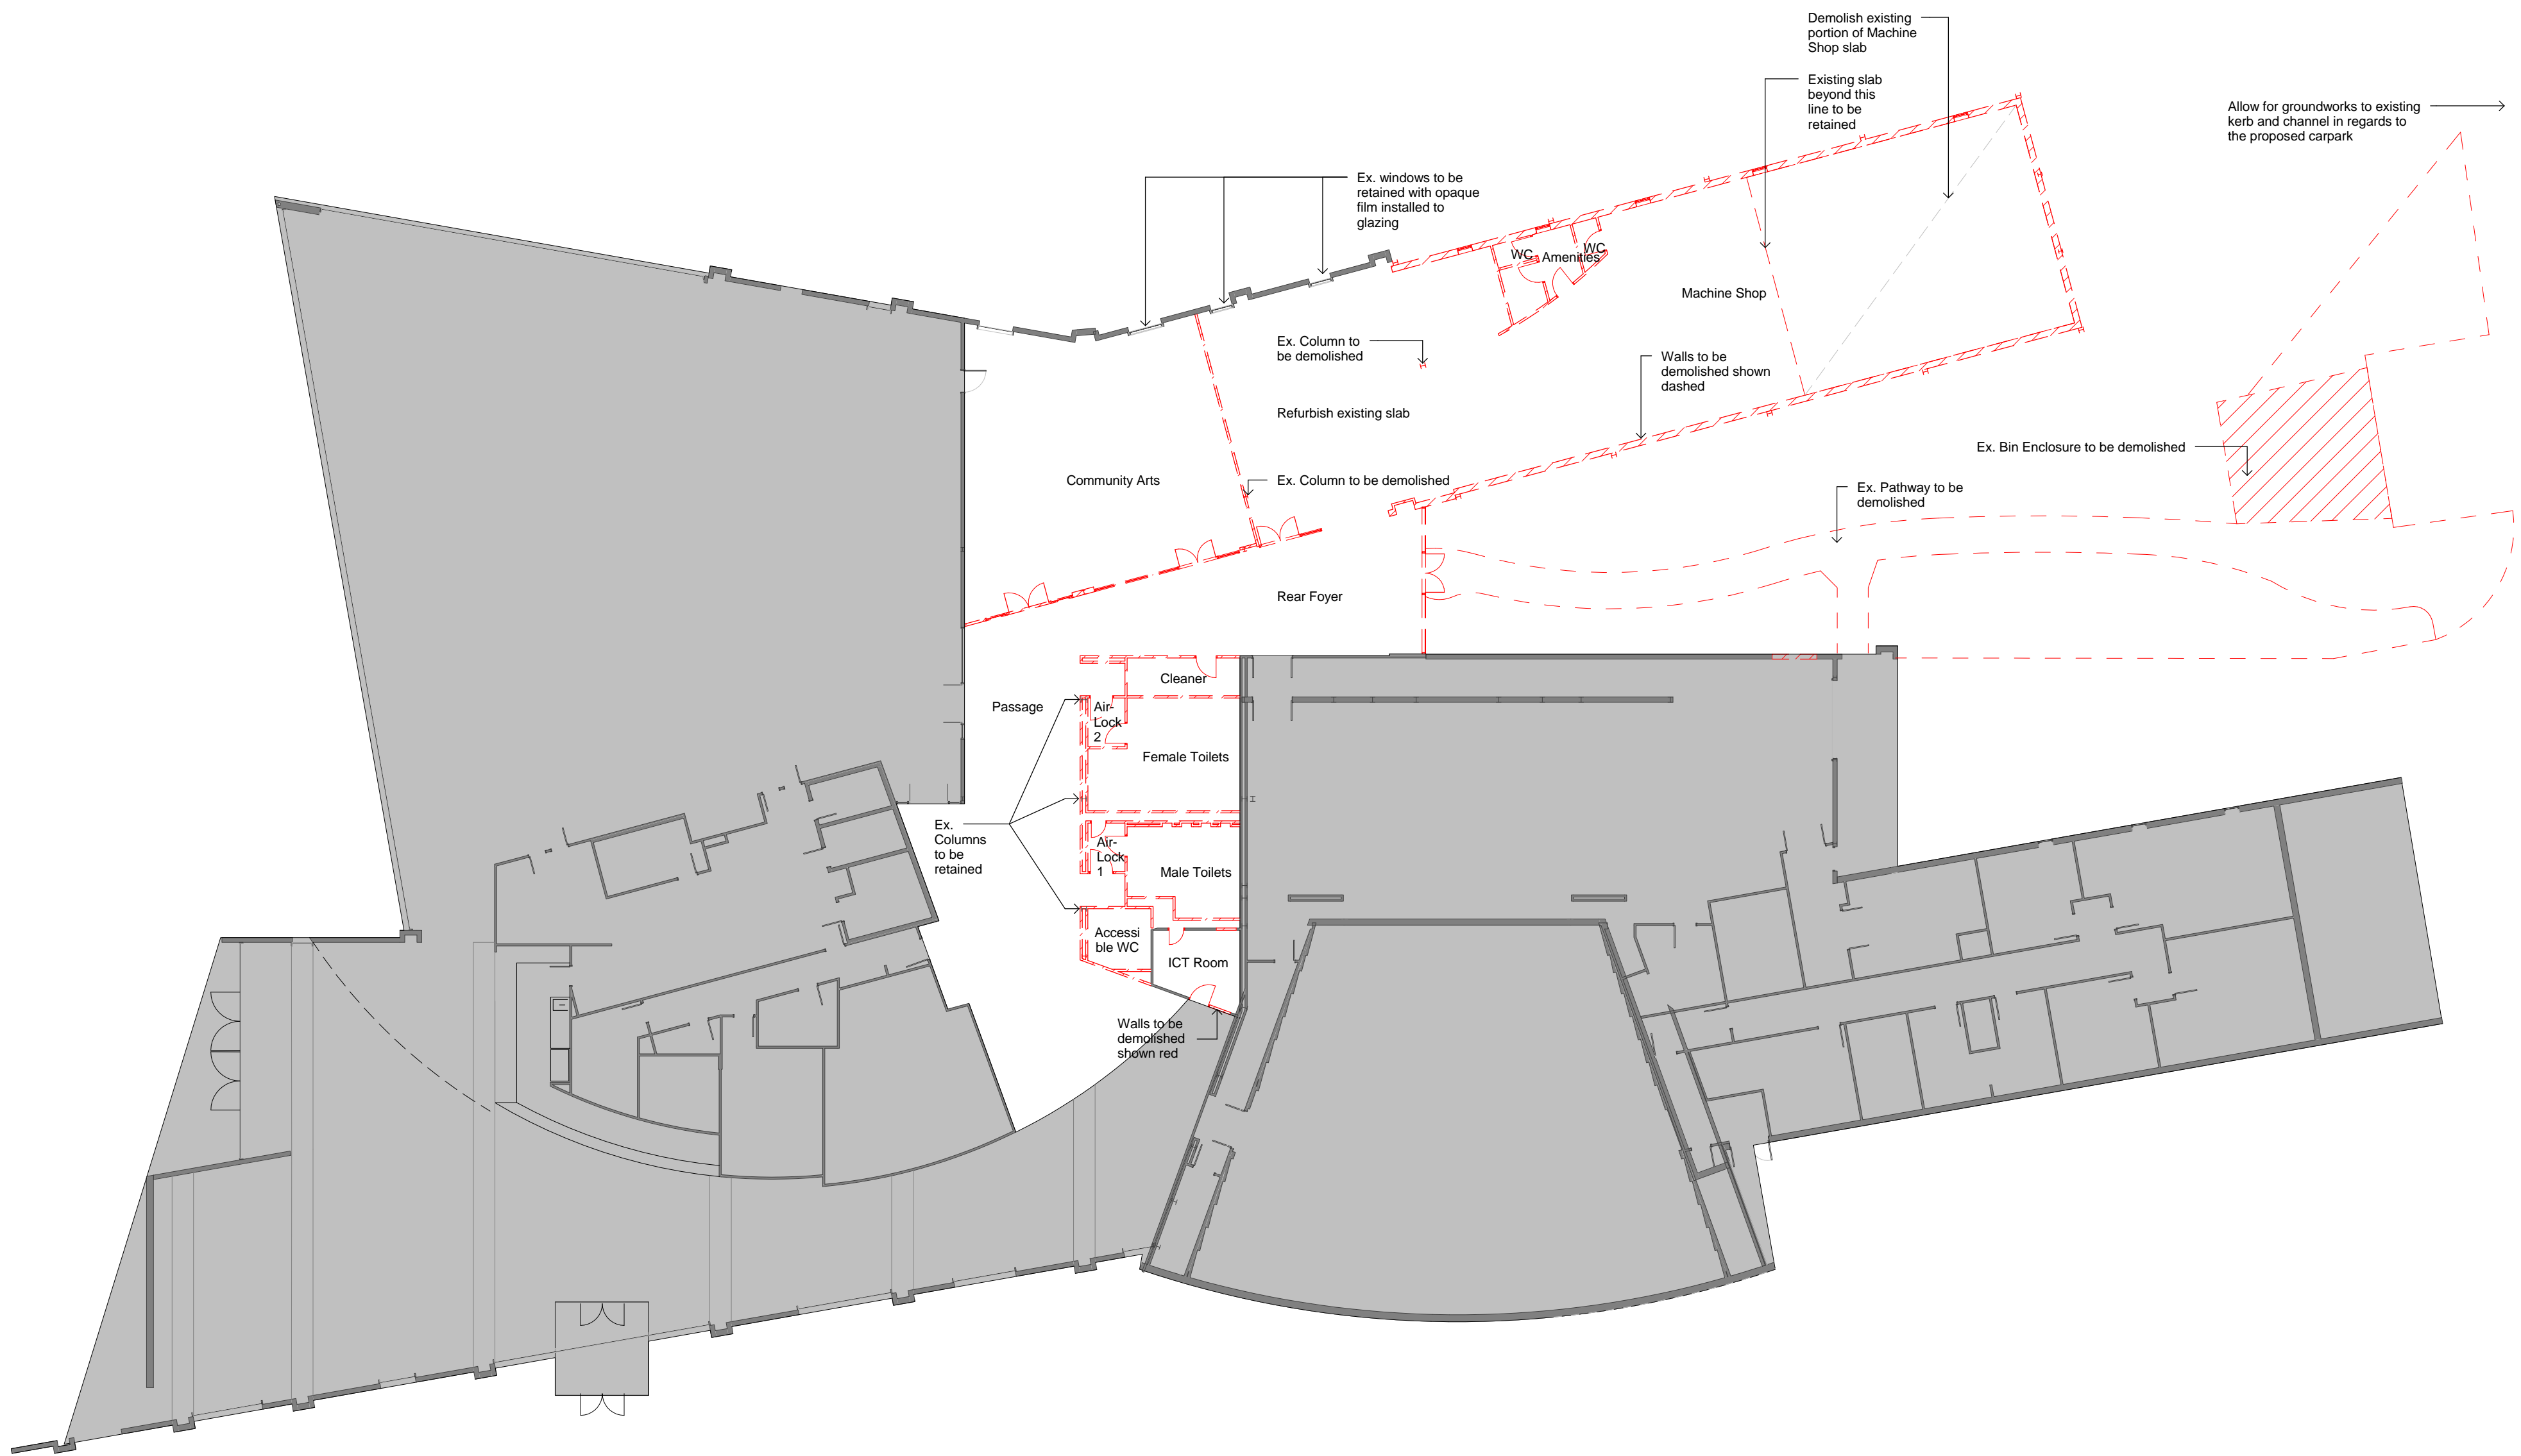 Demolish existing
portion of Machine
Shop slab
Existing slab
beyond this
line to be
retained
Allow for groundworks to existing
kerb and channel in regards to
the proposed carpark
Ex. windows to be
retained with opaque
film installed to
glazing
WC
Amenities
WC
Machine Shop
Ex. Column to
be demolished
Walls to be
demolished shown
dashed
Refurbish existing slab
Ex. Bin Enclosure to be demolished
Community Arts
Ex. Column to be demolished
Ex. Pathway to be
demolished
Rear Foyer
Cleaner
Passage
Air-
Lock
2
Female Toilets
Ex.
Columns
to be
retained
Air-
Lock
1
Male Toilets
Accessi
ble WC
ICT Room
Walls to be
demolished
shown red